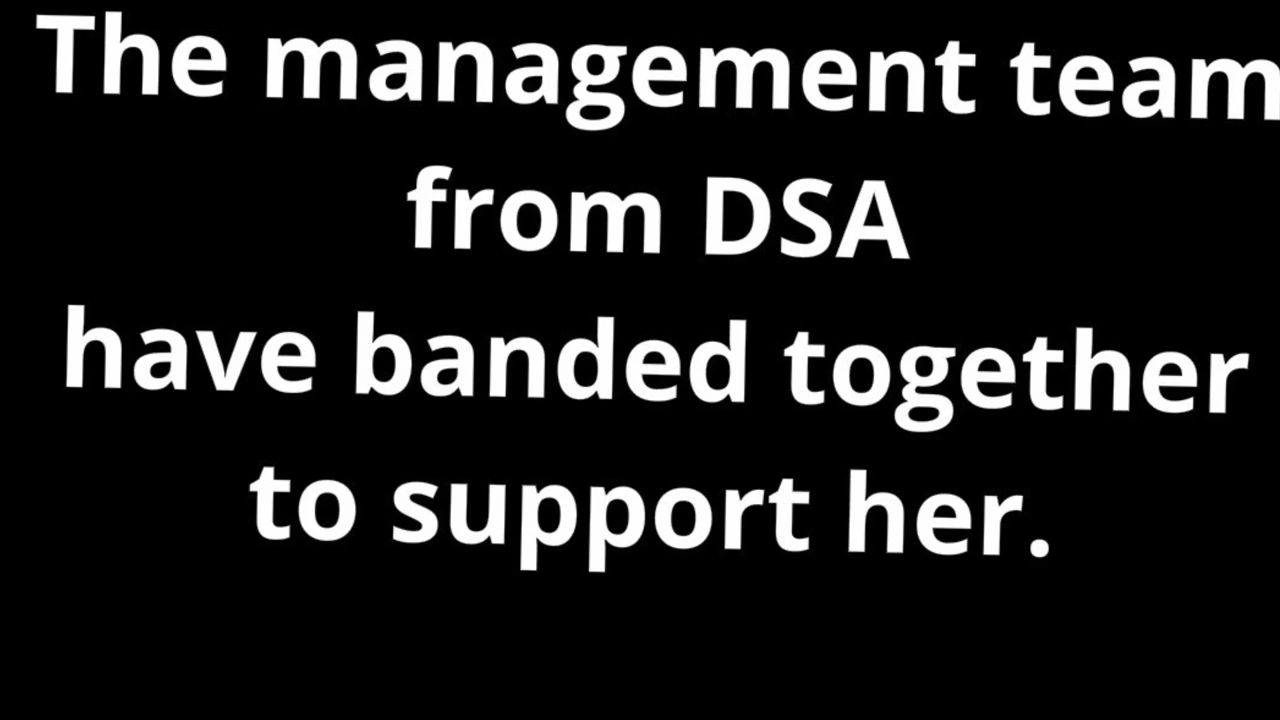 The management team
from DSA
have banded together
to support her.